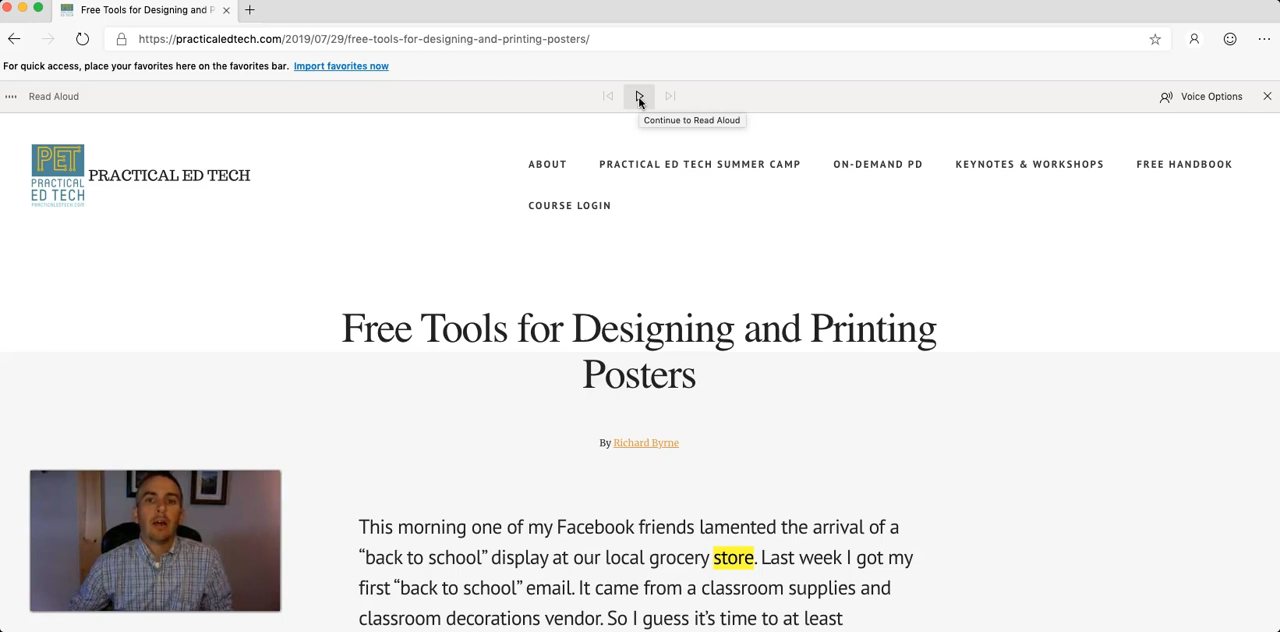 Free Tools for Designing and P
https://practicaledtech.com/2019/07/29/free-tools-for-designing-and-printing-posters/
For quick access, place your favorites here on the favorites bar. Import favorites now
Read Aloud
Voice Options
Continue to Read Aloud
PET
PRACTICAL
ED TECH
PRACTICALEDTECH.COM
PRACTICAL ED TECH
ABOUT PRACTICAL ED TECH SUMMER CAMP ON-DEMAND PD KEYNOTES & WORKSHOPS FREE HANDBOOK
COURSE LOGIN
Free Tools for Designing and Printing
Posters
By Richard Byrne
This morning one of my Facebook friends lamented the arrival of a
“back to school” display at our local grocery store. Last week I got my
first “back to school” email. It came from a classroom supplies and
classroom decorations vendor. So I guess it’s time to at least